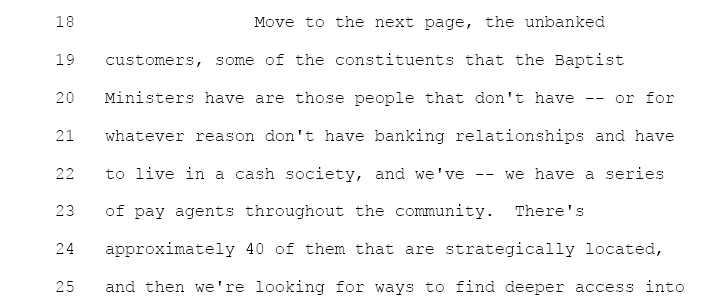 18 Move to the next page, the unbanked
19 customers, some of the constituents that the Baptist
20 Ministers have are those people that don't have -- or for
21 whatever reason don't have banking relationships and have
22 to live in a cash society, and we've -- we have a series
23 of pay agents throughout the community. There's
24 approximately 40 of them that are strategically located,
25 and then we're looking for ways to find deeper access into